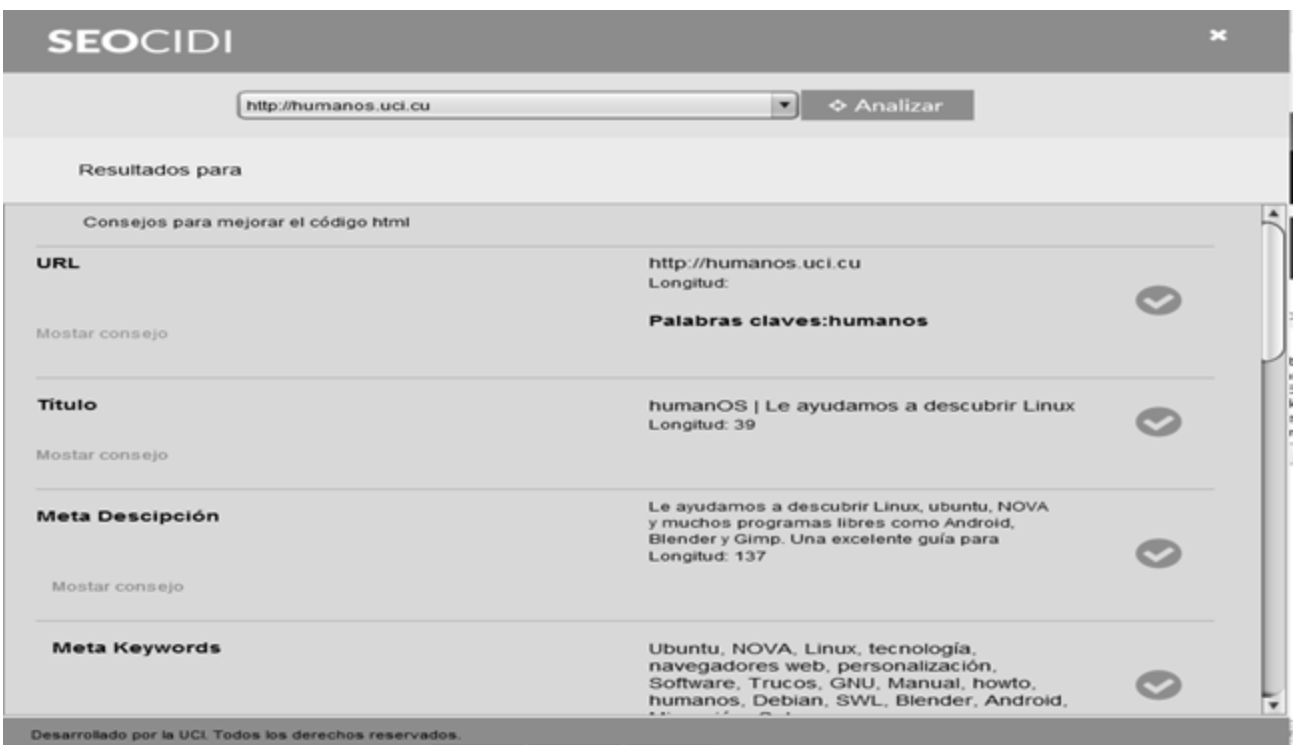 SEOCIDI
http://humanos.uci.cu
Analizar
Resultados para
Consejos para mejorar el código html
URL
http://humanos.uci.cu
Longitud:
Palabras claves:humanos
Mostar consejo
Título
humanOS | Le ayudamos a descubrir Linux
Longitud: 39
Mostar consejo
Meta Descipción
Le ayudamos a descubrir Linux, ubuntu, NOVA
y muchos programas libres como Android,
Blender y Gimp. Una excelente guía para
Longitud: 137
Mostar consejo
Meta Keywords
Ubuntu, NOVA, Linux, tecnología,
navegadores web, personalización,
Software, Trucos, GNU, Manual, howto,
humanos, Debian, SWL, Blender, Android,
Desarrollado por la UCI. Todos los derechos reservados.